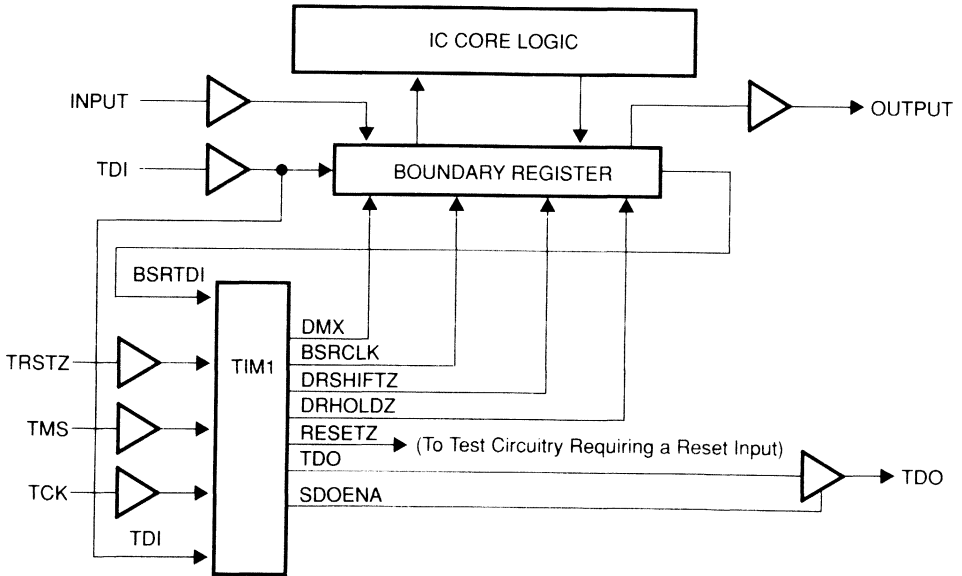 IC CORE LOGIC
INPUT
OUTPUT
TDI
BOUNDARY REGISTER
BSRTDI
DMX
TRSTZ
TIM1
BSRCLK
DRSHIFTZ
DRHOLDZ
TMS
RESETZ
(To Test Circuitry Requiring a Reset Input)
TDO
TDO
TCK
SDOENA
TDI